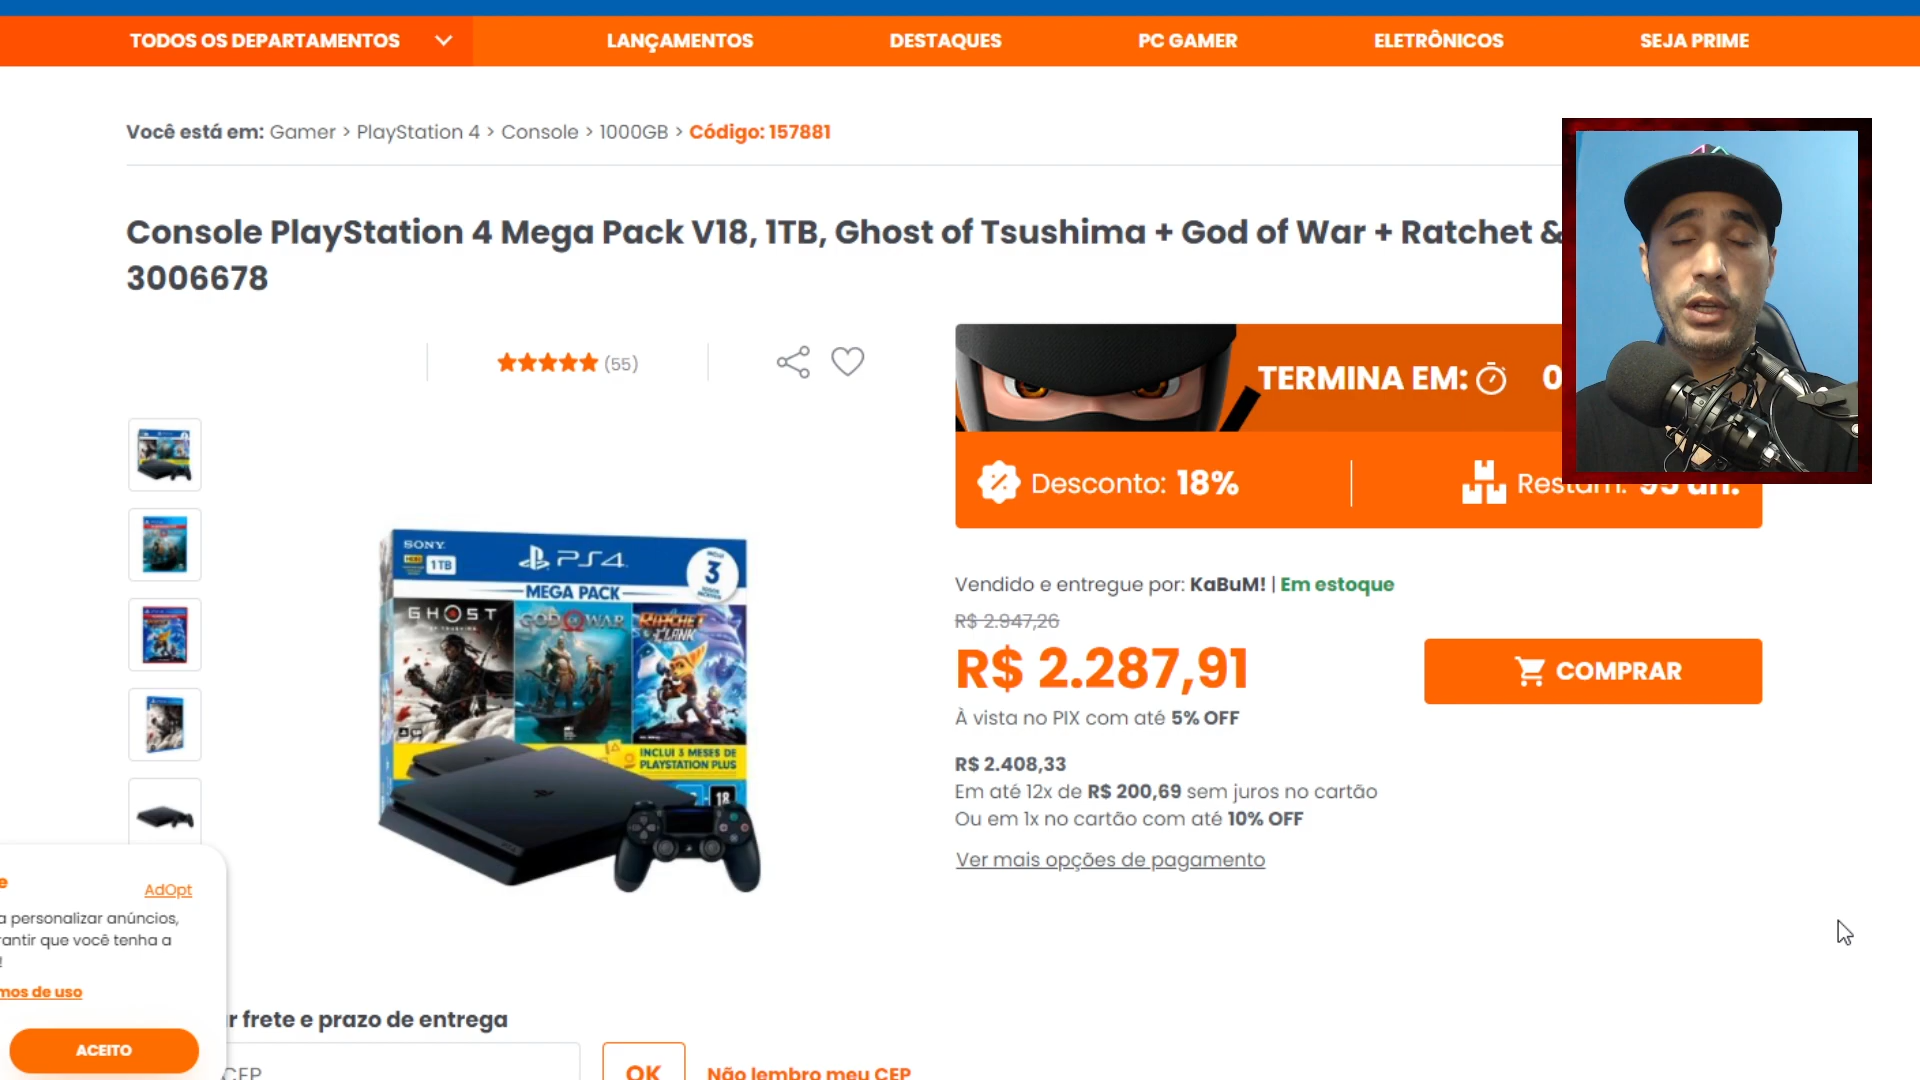 TODOS OS DEPARTAMENTOS
LANÇAMENTOS
DESTAQUES
PC GAMER
ELETRÔNICOS
SEJA PRIME
Você está em: Gamer > PlayStation 4 > Console > 1000GB > Código: 157881
Console PlayStation 4 Mega Pack V18, 1TB, Ghost of Tsushima + God of War + Ratchet &
3006678
(55)
TERMINA EM: 0
Desconto: 18%
Restam: 95 un.
SONY
1TB
PS4
MEGA PACK
3
GHOST
GOD OF WAR
RATCHET
CLANK
INCLUI 3 MESES DE
PLAYSTATION PLUS
18
Vendido e entregue por: KaBuM! | Em estoque
R$ 2.947,26
R$ 2.287,91
COMPRAR
À vista no PIX com até 5% OFF
R$ 2.408,33
Em até 12x de R$ 200,69 sem juros no cartão
Ou em 1x no cartão com até 10% OFF
Ver mais opções de pagamento
e
AdOpt
a personalizar anúncios,
rantir que você tenha a
!
mos de uso
ACEITO
r frete e prazo de entrega
CEP
OK
Não lembro meu CEP